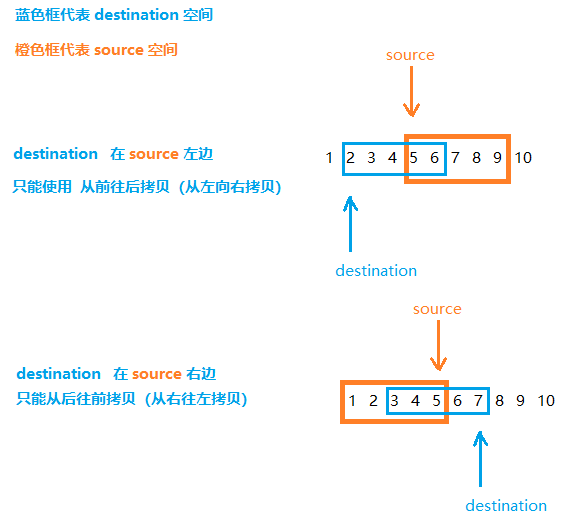 蓝色框代表 destination 空间
橙色框代表 source 空间
source
destination 在 source 左边
只能使用 从前往后拷贝（从左向右拷贝）
1 2 3 4 5 6 7 8 9 10
destination
source
destination 在 source 右边
只能从后往前拷贝（从右往左拷贝）
1 2 3 4 5 6 7 8 9 10
destination